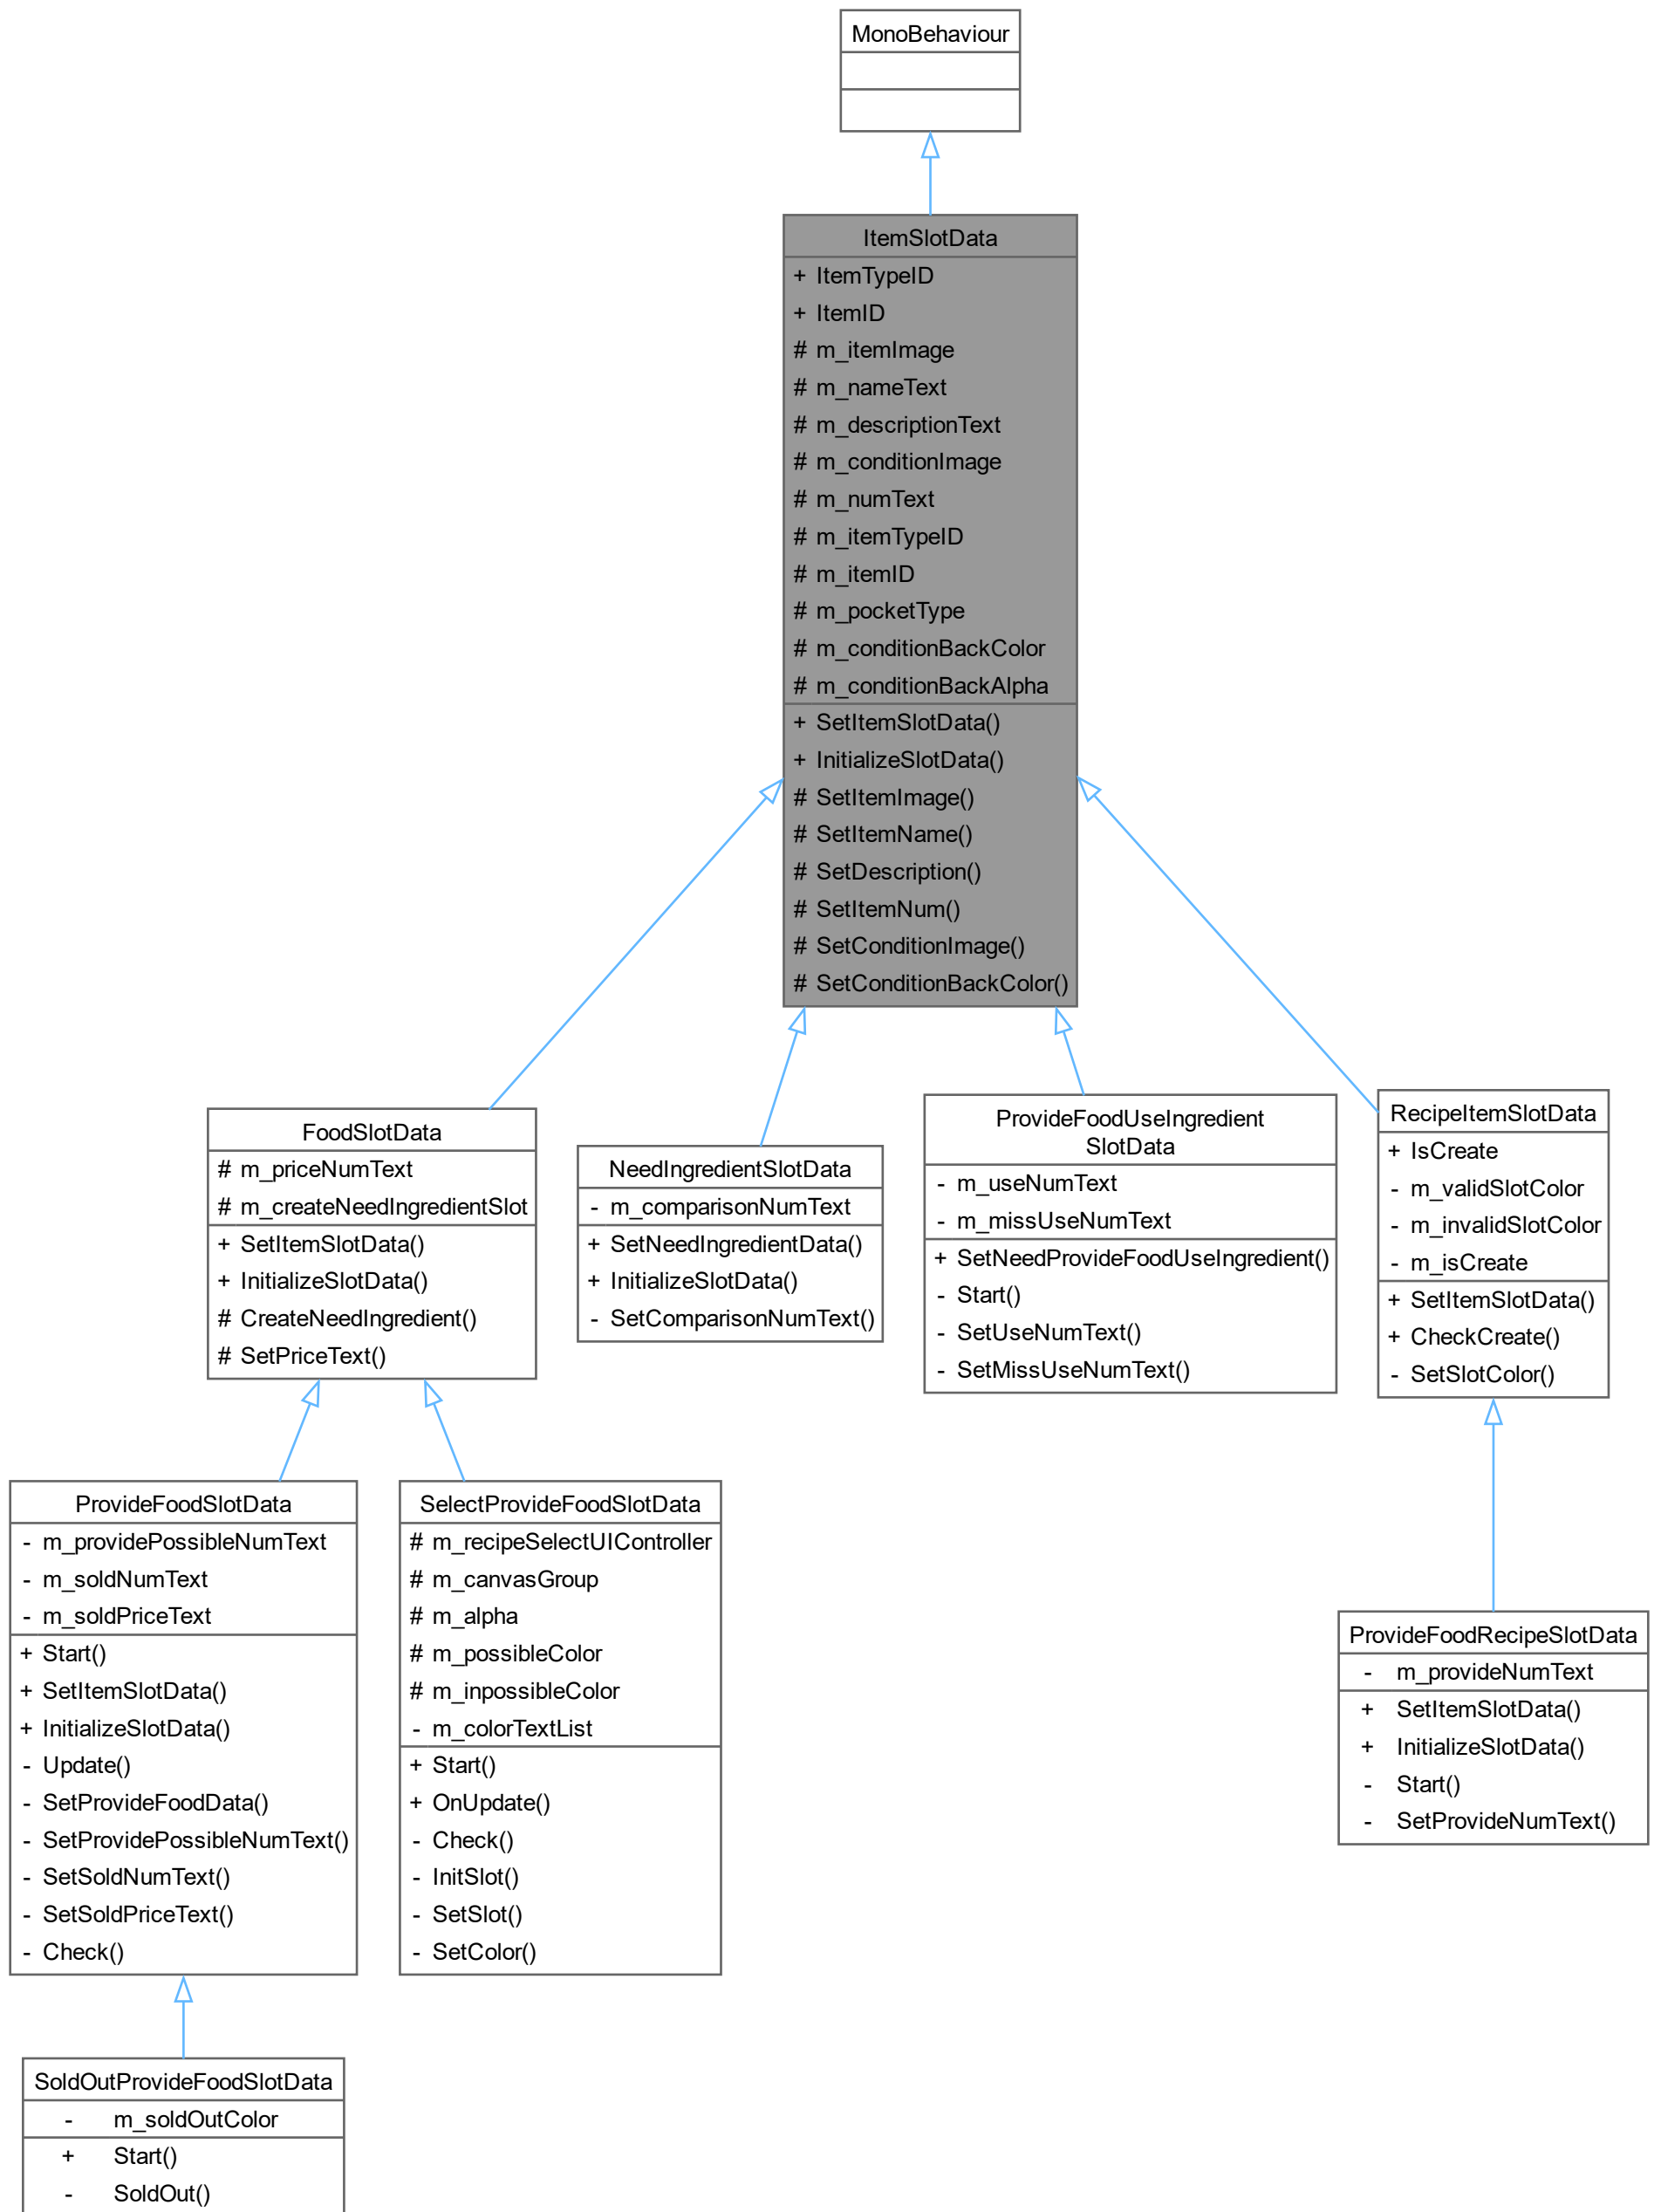 MonoBehaviour
ItemSlotData
+ ItemTypeID
+ ItemID
# m_itemImage
# m_nameText
# m_descriptionText
# m_conditionImage
# m_numText
# m_itemTypeID
# m_itemID
# m_pocketType
# m_conditionBackColor
# m_conditionBackAlpha
+ SetItemSlotData()
+ InitializeSlotData()
# SetItemImage()
# SetItemName()
# SetDescription()
# SetItemNum()
# SetConditionImage()
# SetConditionBackColor()
FoodSlotData
# m_priceNumText
# m_createNeedIngredientSlot
+ SetItemSlotData()
+ InitializeSlotData()
# CreateNeedIngredient()
# SetPriceText()
NeedIngredientSlotData
- m_comparisonNumText
+ SetNeedIngredientData()
+ InitializeSlotData()
- SetComparisonNumText()
ProvideFoodUseIngredient
SlotData
- m_useNumText
- m_missUseNumText
+ SetNeedProvideFoodUseIngredient()
- Start()
- SetUseNumText()
- SetMissUseNumText()
RecipeItemSlotData
+ IsCreate
- m_validSlotColor
- m_invalidSlotColor
- m_isCreate
+ SetItemSlotData()
+ CheckCreate()
- SetSlotColor()
ProvideFoodSlotData
- m_providePossibleNumText
- m_soldNumText
- m_soldPriceText
+ Start()
+ SetItemSlotData()
+ InitializeSlotData()
- Update()
- SetProvideFoodData()
- SetProvidePossibleNumText()
- SetSoldNumText()
- SetSoldPriceText()
- Check()
SelectProvideFoodSlotData
# m_recipeSelectUIController
# m_canvasGroup
# m_alpha
# m_possibleColor
# m_inpossibleColor
- m_colorTextList
+ Start()
+ OnUpdate()
- Check()
- InitSlot()
- SetSlot()
- SetColor()
ProvideFoodRecipeSlotData
- m_provideNumText
+ SetItemSlotData()
+ InitializeSlotData()
- Start()
- SetProvideNumText()
SoldOutProvideFoodSlotData
- m_soldOutColor
+ Start()
- SoldOut()